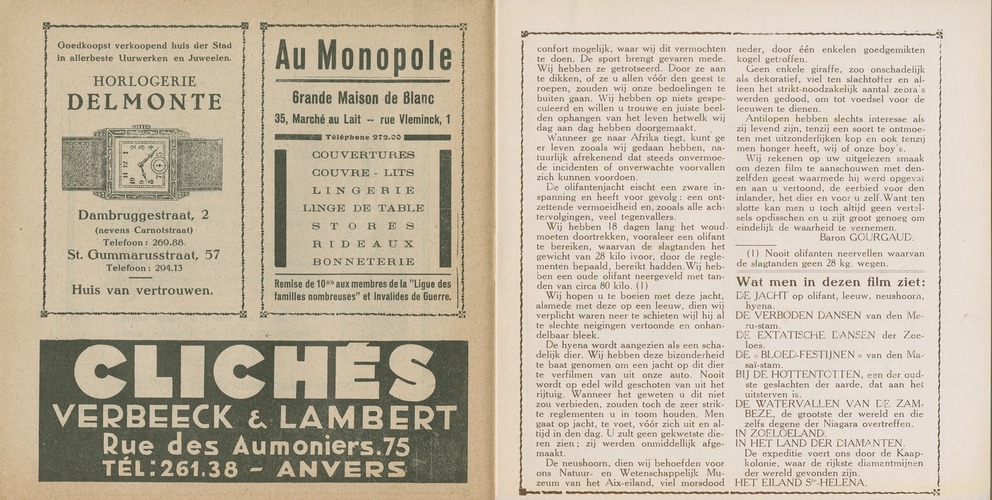 Goedkoopst verkoopend huis der Stad
in allerbeste Uurwerken en Juweelen.
HORLOGERIE
DELMONTE
Dambruggestraat, 2
(nevens Carnotstraat)
Telefoon : 269.88.
St. Gummarusstraat, 57
Telefoon : 294.13
Huis van vertrouwen.
Au Monopole
Grande Maison de Blanc
35, Marché au Lait -- rue Vleminck, 1
Téléphone 272.00
COUVERTURES
COUVRE - LITS
LINGERIE
LINGE DE TABLE
STORES
RIDEAUX
BONNETERIE
Remise de 10% aux membres de la "Ligue des
familles nombreuses" et Invalides de Guerre.
CLICHÉS
VERBEECK & LAMBERT
Rue des Aumoniers.75
TÉL:261.38 - ANVERS
confort mogelijk, waar wij dit vermochten
te doen. De sport brengt gevaren mede.
Wij hebben ze getrotseerd. Door ze aan
te dikken, of ze u allen vóór den geest te
roepen, zouden wij onze bedoelingen te
buiten gaan. Wij hebben op niets gespe-
culeerd en willen u trouwe en juiste beel-
den ophangen van het leven hetwelk wij
dag aan dag hebben doorgemaakt.
Wanneer ge naar Afrika tiegt, kunt ge
er leven zooals wij gedaan hebben, na-
tuurlijk afrekenend dat steeds onvermoe-
de incidenten of onverwachte voorvallen
zich kunnen voordoen.
De olifantenjacht eischt een zware in-
spanning en heeft voor gevolg : een ont-
zettende vermoeidheid en, zooals alle ach-
tervolgingen, veel tegenvallers.
Wij hebben 18 dagen lang het woud-
moeten doortrekken, vooraleer een olifant
te bereiken, waarvan de slagtanden het
gewicht van 28 kilo ivoor, door de regle-
menten bepaald, bereikt hadden. Wij heb-
ben een oude olifant neergeveld met tan-
den van circa 80 kilo. (1)
Wij hopen u te boeien met deze jacht,
alsmede met deze op een leeuw, dien wij
verplicht waren neer te schieten wijl hij al
te slechte neigingen vertoonde en onhan-
delbaar bleek.
De hyena wordt aangezien als een scha-
delijk dier. Wij hebben deze bizonderheid
te baat genomen om een jacht op dit dier
te verfilmen van uit onze auto. Nooit
wordt op edel wild geschoten van uit het
rijtuig. Wanneer het geweten u dit niet
zou verbieden, zouden toch de zeer strik-
te reglementen u in toom houden. Men
gaat op jacht, te voet, vóór zich uit en al-
tijd in den dag. U zult geen gekwetste die-
ren zien; zij werden onmiddellijk afge-
maakt.
De neushoorn, dien wij behoefden voor
ons Natuur- en Wetenschappelijk Mu-
zeum van het Aix-eiland, viel morsdood
neder, door één enkelen goedgemikten
kogel getroffen.
Geen enkele giraffe, zoo onschadelijk
als dekoratief, viel ten slachtoffer en al-
leen het strikt-noodzakelijk aantal zebra's
werden gedood, om tot voedsel voor de
leeuwen te dienen.
Antilopen hebben slechts interesse als
zij levend zijn, tenzij een soort te ontmoe-
ten met uitzonderlijken kop en ook tenzij
men honger heeft, wij of onze boy's.
Wij rekenen op uw uitgelezen smaak
om dezen film te aanschouwen met den-
zelfden geest waarmede hij werd opgevat
en aan u vertoond, de eerbied voor den
inlander, het dier en voor u zelf. Want ten
slotte kan men u toch altijd geen vertel-
sels opdisschen en u zijt groot genoeg om
eindelijk de waarheid te vernemen.
Baron GOURGAUD.
(1) Nooit olifanten neervellen waarvan
de slagtanden geen 28 kg. wegen.
Wat men in dezen film ziet:
DE JACHT op olifant, leeuw, neushoorn,
hyena.
DE VERBODEN DANSEN van den Me-
ru-stam.
DE EXTATISCHE DANSEN der Zoe-
loes.
DE « BLOED-FESTIJNEN » van den Ma-
saï-stam.
BIJ DE HOTTENTOTTEN, een der oud-
ste geslachten der aarde, dat aan het
uitsterven is.
DE WATERVALLEN VAN DE ZAM-
BEZE, de grootste der wereld en die
zelfs degene der Niagara overtreffen.
IN ZOELOELAND.
IN HET LAND DER DIAMANTEN.
De expeditie voert ons door de Kaap-
kolonie, waar de rijkste diamantmijnen
der wereld gevonden zijn.
HET EILAND Ste-HELENA.